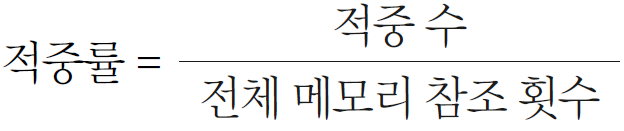 적중률 = 적중 수
전체 메모리 참조 횟수